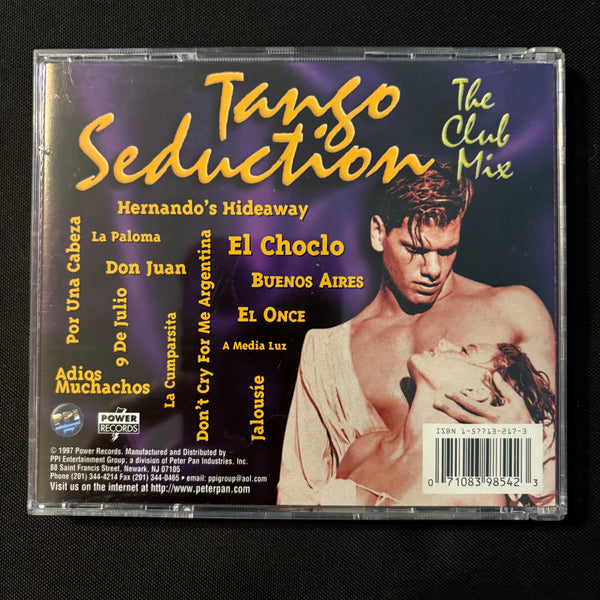 Tango
Seduction
The
Club
Mix
Hernando's Hideaway
Por Una Cabeza
La Paloma
Don Juan
9 De Julio
Adios
Muchachos
La Cumparsita
Don't Cry For Me Argentina
El Choclo
BUENOS AIRES
EL ONCE
A MEDIA LUZ
Jalousíe
PPI
entertainment
group
POWER
RECORDS
© 1997 Power Records. Manufactured and Distributed by
PPI Entertainment Group, a division of Peter Pan Industries, Inc.
88 Saint Francis Street, Newark, NJ 07105
Phone (201) 344-4214 Fax (201) 344-0465 • email: ppigroup@aol.com
Visit us on the internet at http://www.peterpan.com
ISBN 1-57713-217-3
0 71083 98542 3